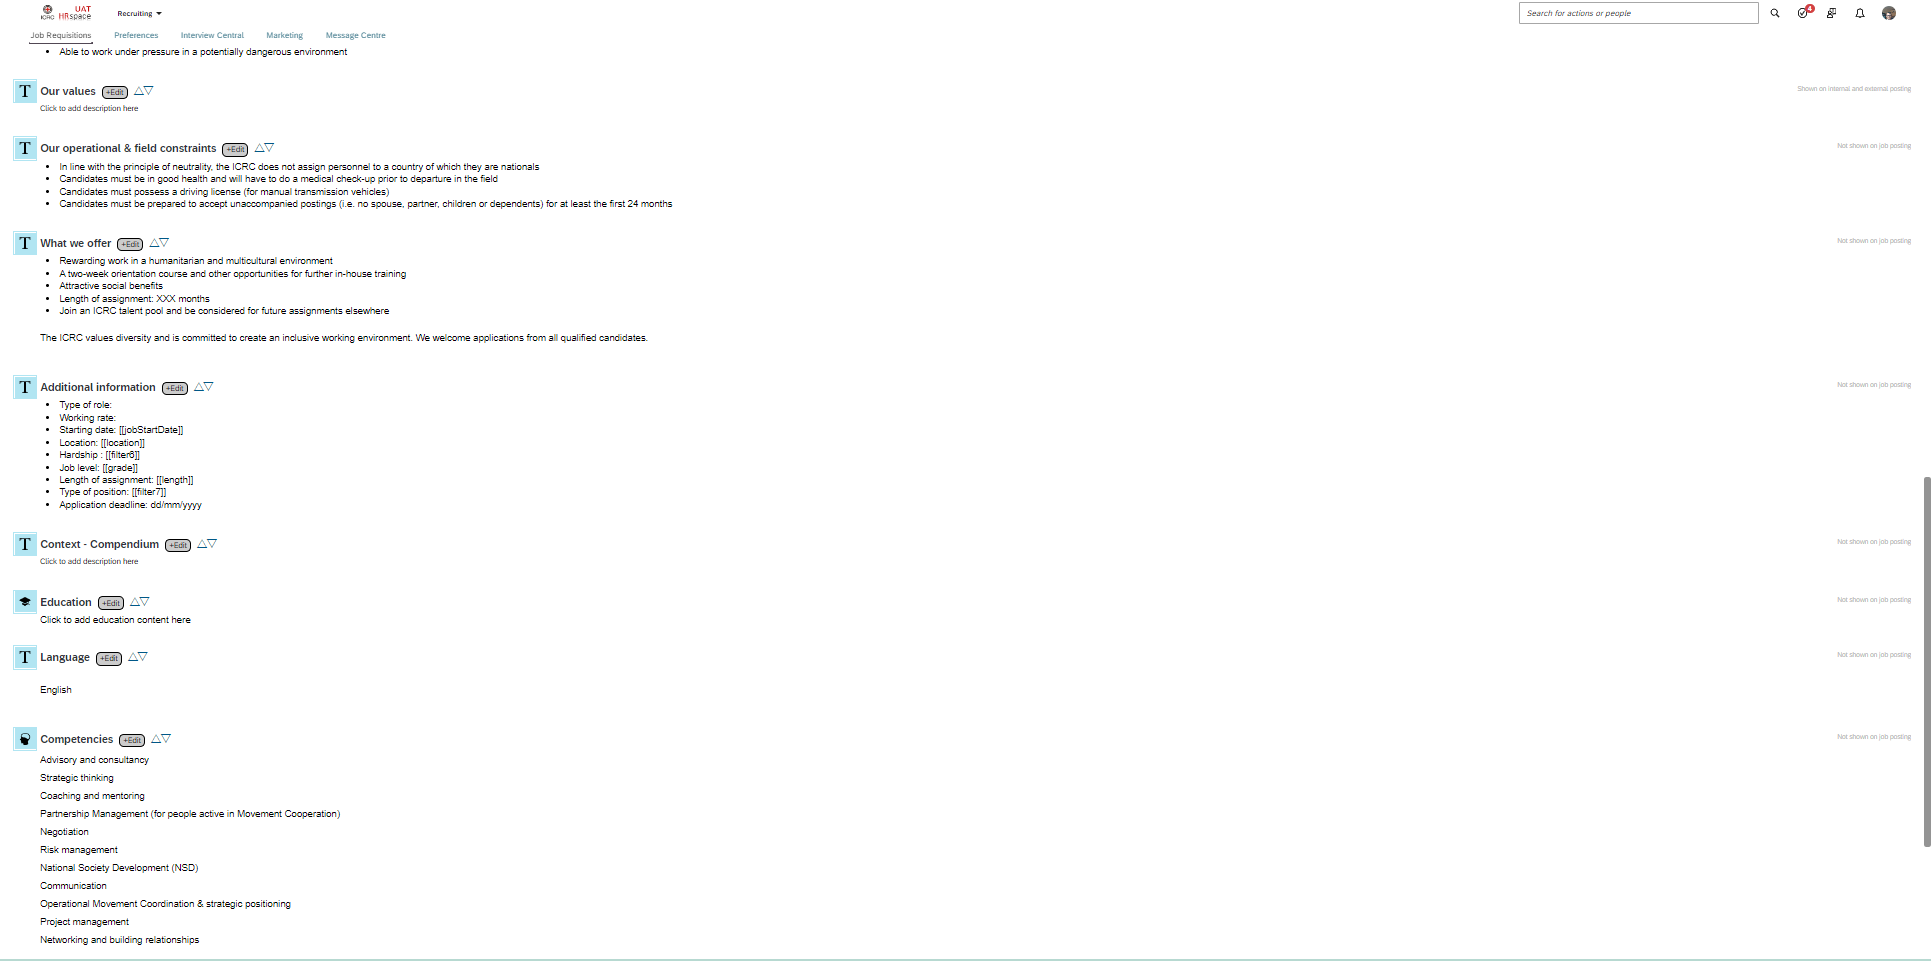 UAT
ICRC HRspace
Recruiting
Search for actions or people
4
Job Requisitions
Preferences
Interview Central
Marketing
Message Centre
Able to work under pressure in a potentially dangerous environment
T Our values +Edit
Shown on internal and external posting
Click to add description here
T Our operational & field constraints +Edit
Not shown on job posting
In line with the principle of neutrality, the ICRC does not assign personnel to a country of which they are nationals
Candidates must be in good health and will have to do a medical check-up prior to departure in the field
Candidates must possess a driving license (for manual transmission vehicles)
Candidates must be prepared to accept unaccompanied postings (i.e. no spouse, partner, children or dependents) for at least the first 24 months
T What we offer +Edit
Not shown on job posting
Rewarding work in a humanitarian and multicultural environment
A two-week orientation course and other opportunities for further in-house training
Attractive social benefits
Length of assignment: XXX months
Join an ICRC talent pool and be considered for future assignments elsewhere
The ICRC values diversity and is committed to create an inclusive working environment. We welcome applications from all qualified candidates.
T Additional information +Edit
Not shown on job posting
Type of role:
Working rate:
Starting date: [[jobStartDate]]
Location: [[location]]
Hardship : [[filter6]]
Job level: [[grade]]
Length of assignment: [[length]]
Type of position: [[filter7]]
Application deadline: dd/mm/yyyy
T Context - Compendium +Edit
Not shown on job posting
Click to add description here
Education +Edit
Not shown on job posting
Click to add education content here
T Language +Edit
Not shown on job posting
English
Competencies +Edit
Not shown on job posting
Advisory and consultancy
Strategic thinking
Coaching and mentoring
Partnership Management (for people active in Movement Cooperation)
Negotiation
Risk management
National Society Development (NSD)
Communication
Operational Movement Coordination & strategic positioning
Project management
Networking and building relationships